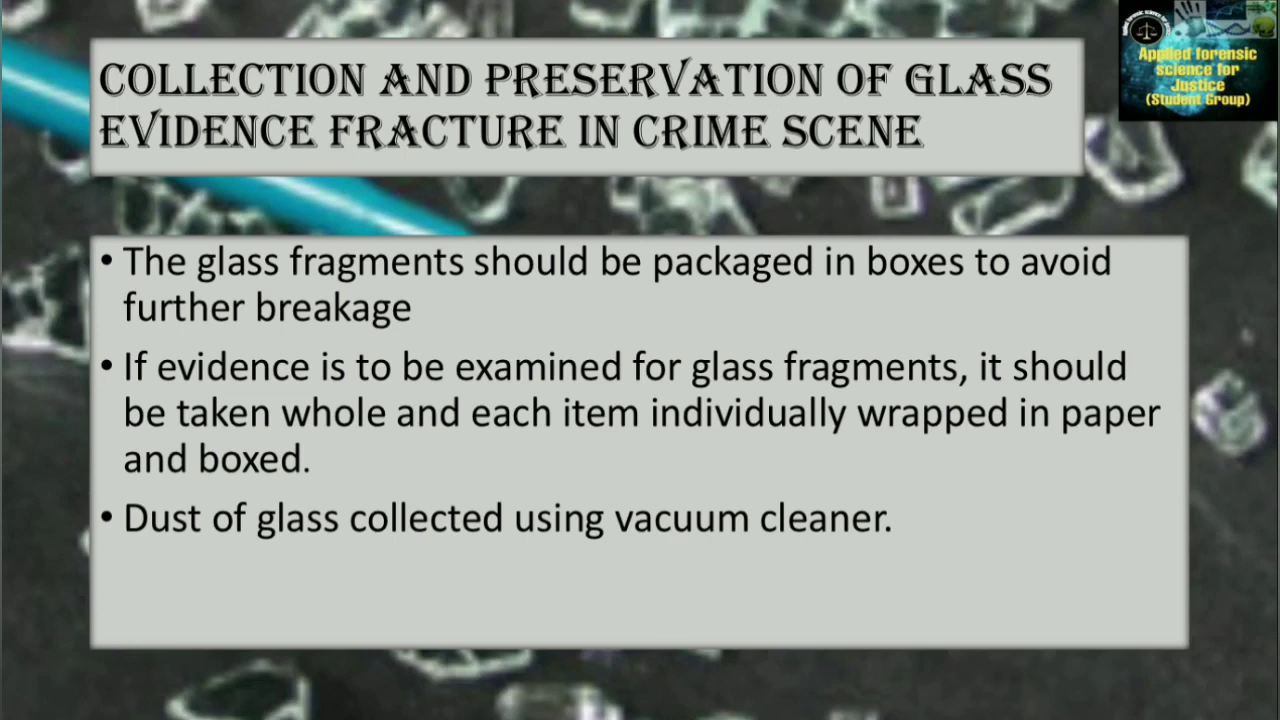 COLLECTION AND PRESERVATION OF GLASS
EVIDENCE FRACTURE IN CRIME SCENE
Applied forensic
science for
Justice
(Student Group)
• The glass fragments should be packaged in boxes to avoid
further breakage
• If evidence is to be examined for glass fragments, it should
be taken whole and each item individually wrapped in paper
and boxed.
• Dust of glass collected using vacuum cleaner.